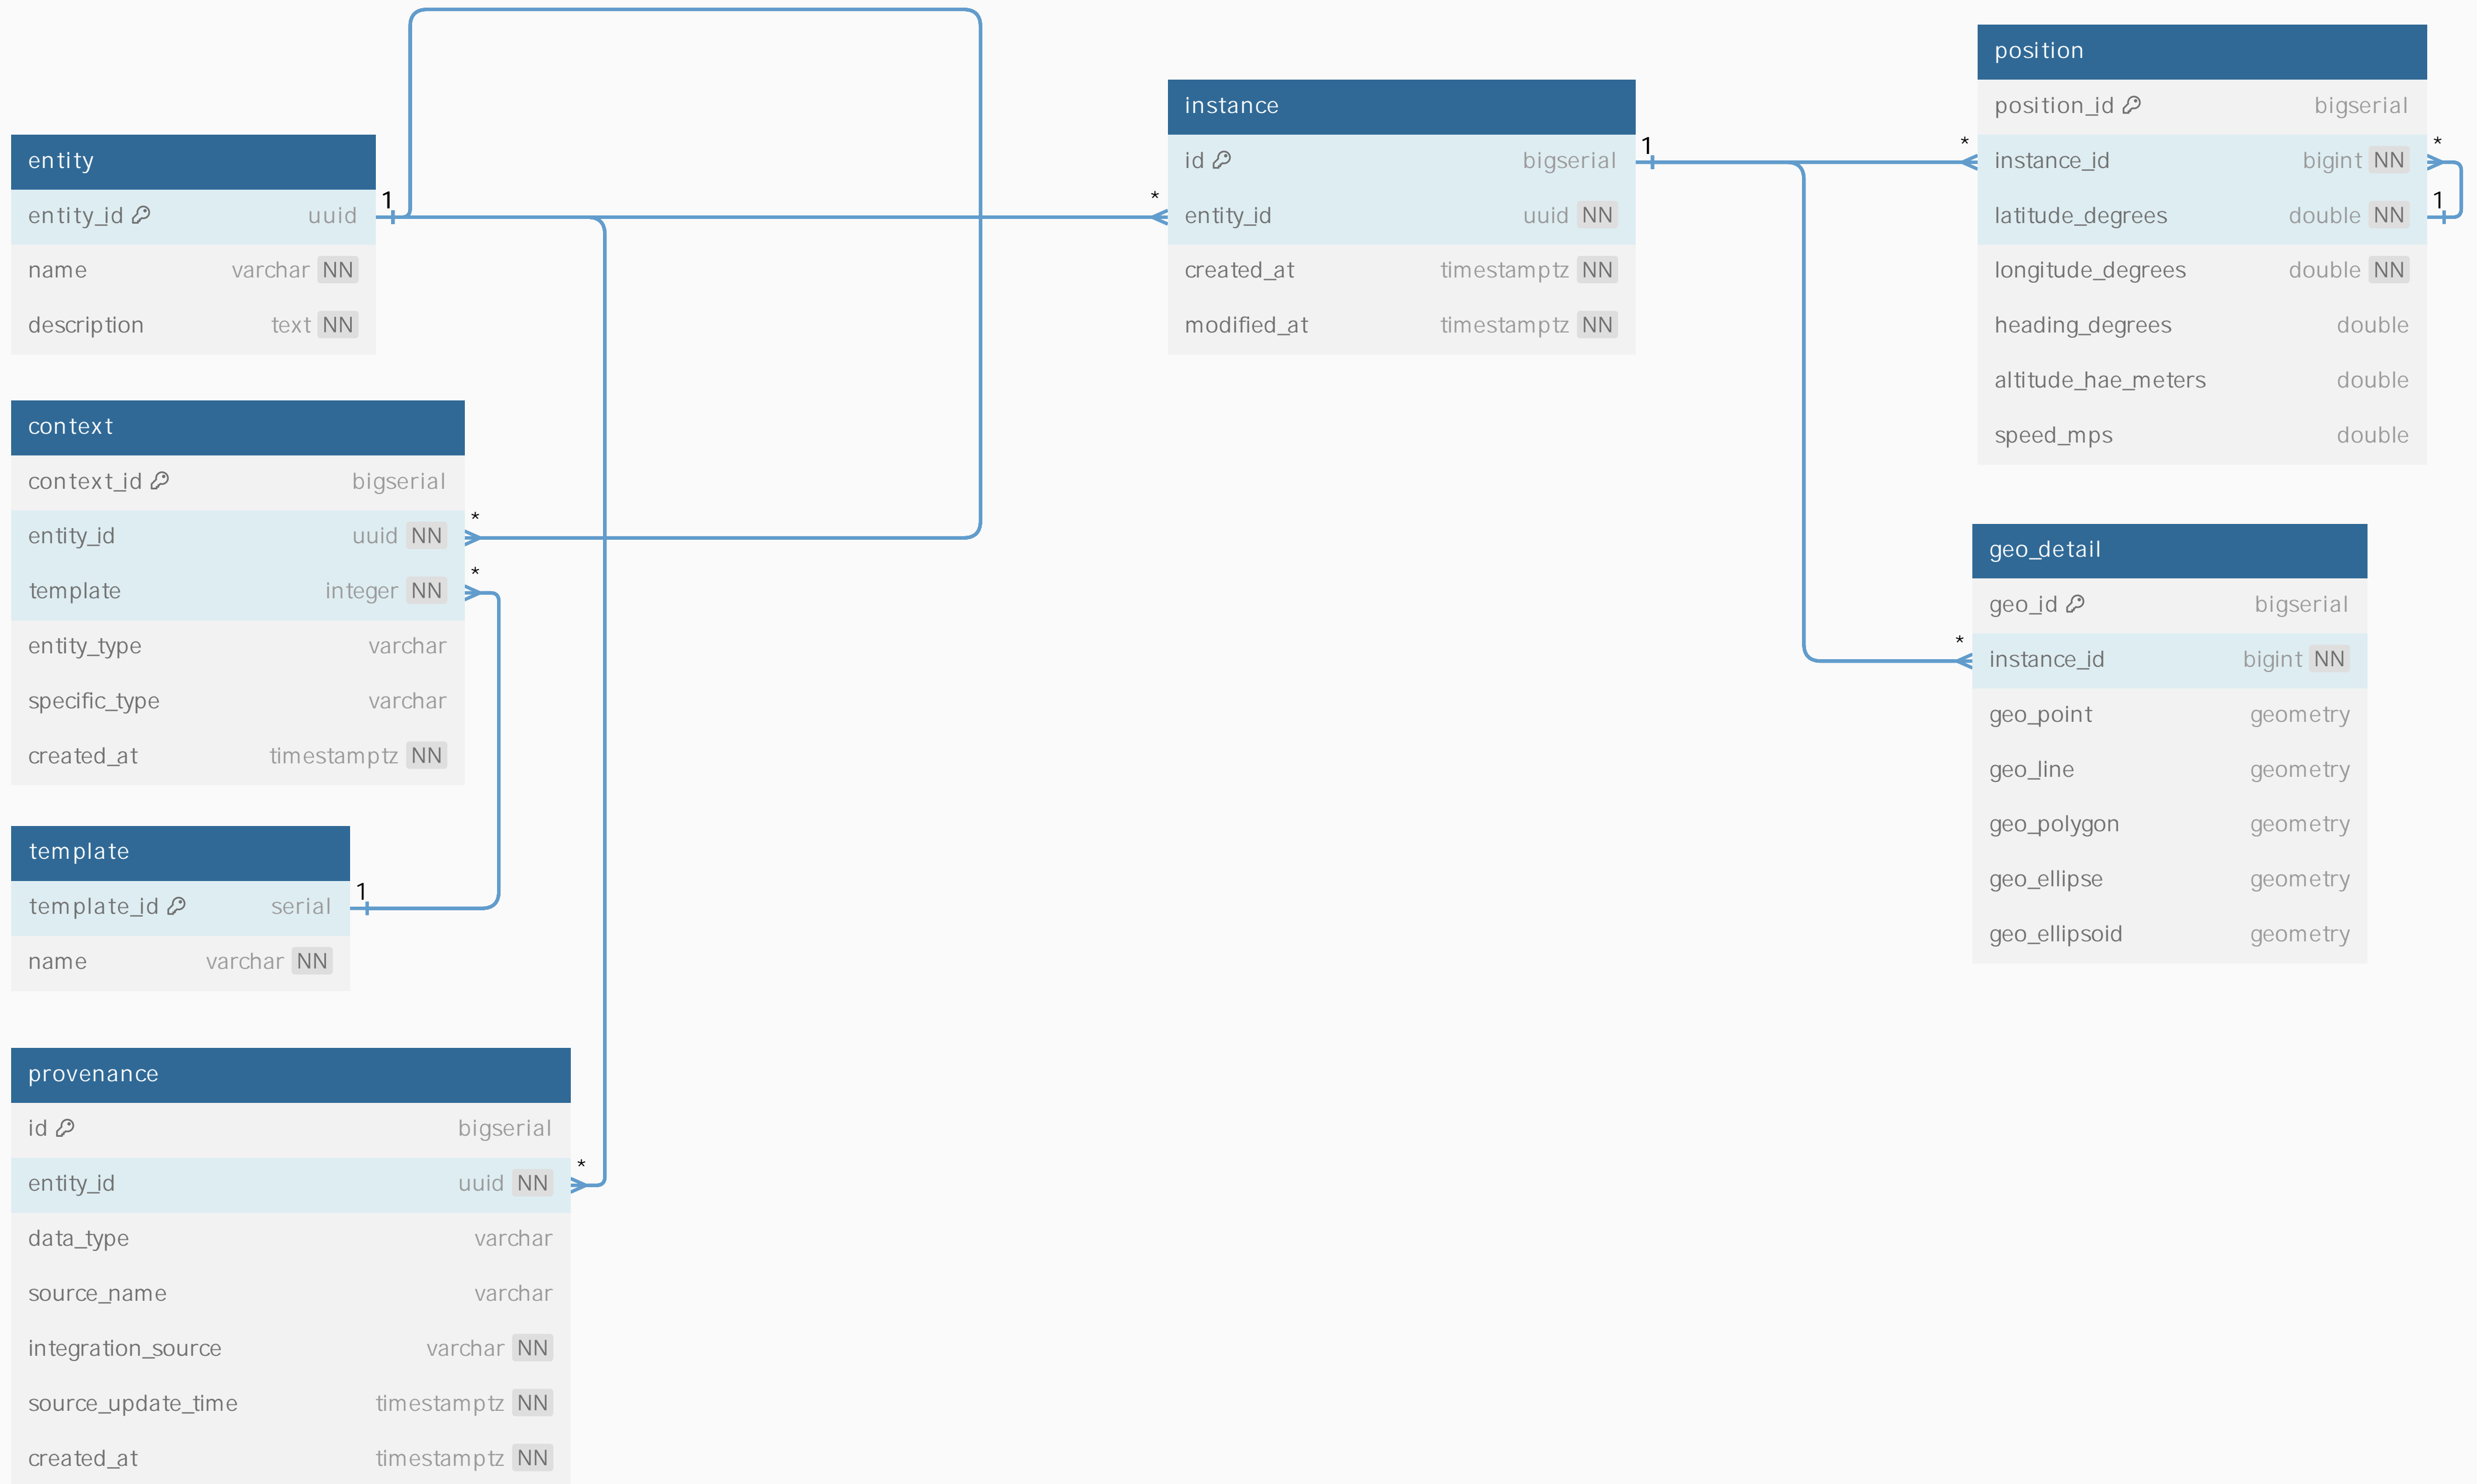 entity
entity_id uuid
name varchar NN
description text NN
1
context
context_id bigserial
entity_id uuid NN
*
template integer NN
*
entity_type varchar
specific_type varchar
created_at timestamptz NN
template
template_id serial
1
name varchar NN
provenance
id bigserial
entity_id uuid NN
*
data_type varchar
source_name varchar
integration_source varchar NN
source_update_time timestamptz NN
created_at timestamptz NN
instance
id bigserial
1
*
entity_id uuid NN
created_at timestamptz NN
modified_at timestamptz NN
position
position_id bigserial
*
instance_id bigint NN
*
latitude_degrees double NN
1
longitude_degrees double NN
heading_degrees double
altitude_hae_meters double
speed_mps double
geo_detail
geo_id bigserial
*
instance_id bigint NN
geo_point geometry
geo_line geometry
geo_polygon geometry
geo_ellipse geometry
geo_ellipsoid geometry